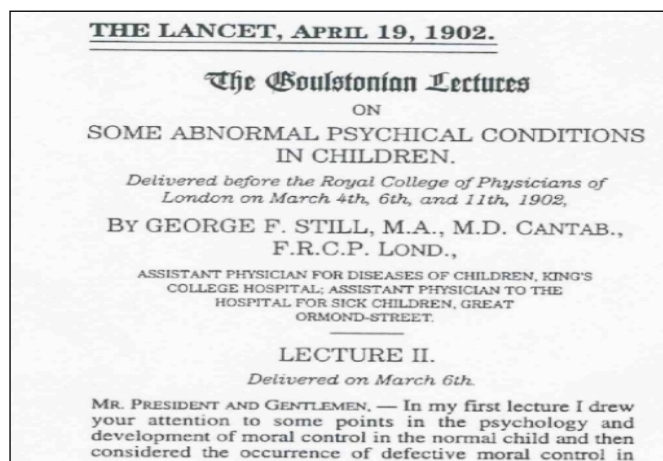 THE LANCET, APRIL 19, 1902.
The Goulstonian Lectures
ON
SOME ABNORMAL PSYCHICAL CONDITIONS
IN CHILDREN.
Delivered before the Royal College of Physicians of
London on March 4th, 6th, and 11th, 1902,
BY GEORGE F. STILL, M.A., M.D. CANTAB.,
F.R.C.P. LOND.,
ASSISTANT PHYSICIAN FOR DISEASES OF CHILDREN, KING'S
COLLEGE HOSPITAL; ASSISTANT PHYSICIAN TO THE
HOSPITAL FOR SICK CHILDREN, GREAT
ORMOND-STREET.
LECTURE II.
Delivered on March 6th.
MR. PRESIDENT AND GENTLEMEN, — In my first lecture I drew
your attention to some points in the psychology and
development of moral control in the normal child and then
considered the occurrence of defective moral control in